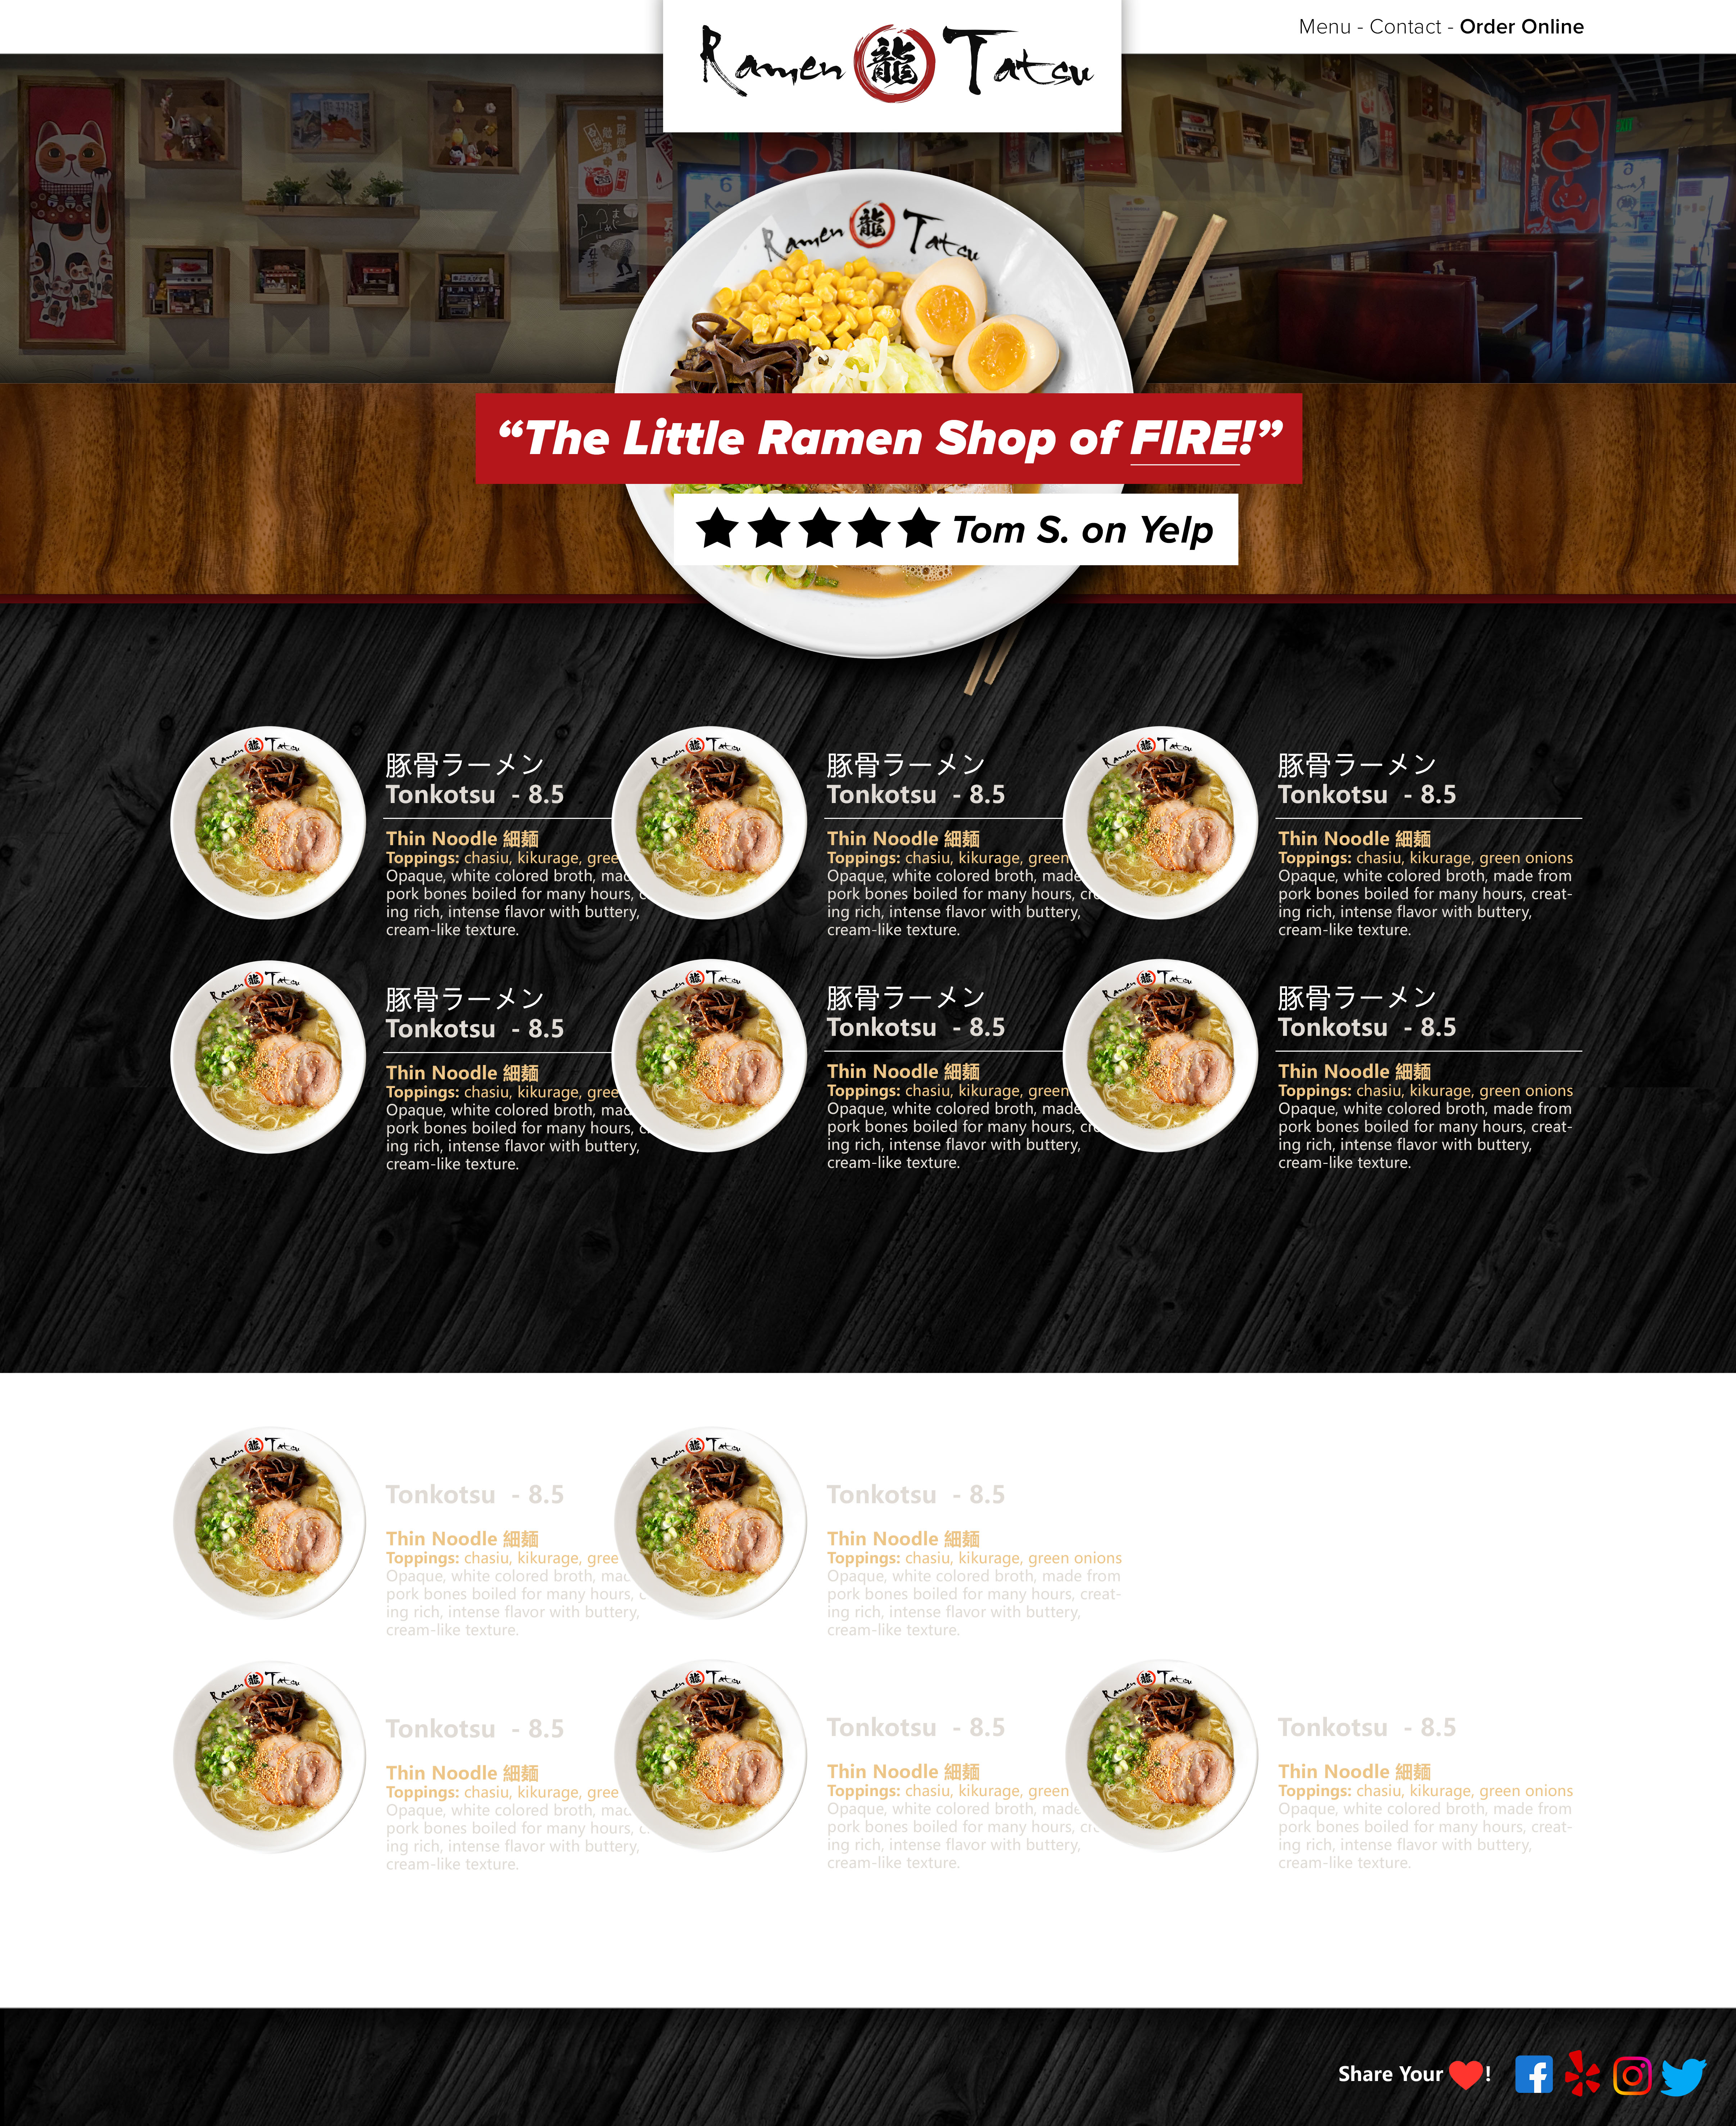 Menu - Contact - Order Online
Ramen 龍 Tatsu
Ramen 龍 Tatsu
“The Little Ramen Shop of FIRE!”
Tom S. on Yelp
豚骨ラーメン
Tonkotsu - 8.5
Thin Noodle 細麺
Toppings: chasiu, kikurage, gree
Opaque, white colored broth, mad
pork bones boiled for many hours, c
ing rich, intense flavor with buttery,
cream-like texture.
豚骨ラーメン
Tonkotsu - 8.5
Thin Noodle 細麺
Toppings: chasiu, kikurage, green
Opaque, white colored broth, made
pork bones boiled for many hours, cre
ing rich, intense flavor with buttery,
cream-like texture.
豚骨ラーメン
Tonkotsu - 8.5
Thin Noodle 細麺
Toppings: chasiu, kikurage, green onions
Opaque, white colored broth, made from
pork bones boiled for many hours, creat-
ing rich, intense flavor with buttery,
cream-like texture.
豚骨ラーメン
Tonkotsu - 8.5
Thin Noodle 細麺
Toppings: chasiu, kikurage, gree
Opaque, white colored broth, mad
pork bones boiled for many hours, c
ing rich, intense flavor with buttery,
cream-like texture.
豚骨ラーメン
Tonkotsu - 8.5
Thin Noodle 細麺
Toppings: chasiu, kikurage, green
Opaque, white colored broth, made
pork bones boiled for many hours, cre
ing rich, intense flavor with buttery,
cream-like texture.
豚骨ラーメン
Tonkotsu - 8.5
Thin Noodle 細麺
Toppings: chasiu, kikurage, green onions
Opaque, white colored broth, made from
pork bones boiled for many hours, creat-
ing rich, intense flavor with buttery,
cream-like texture.
Tonkotsu - 8.5
Thin Noodle 細麺
Toppings: chasiu, kikurage, gree
Opaque, white colored broth, mad
pork bones boiled for many hours, c
ing rich, intense flavor with buttery,
cream-like texture.
Tonkotsu - 8.5
Thin Noodle 細麺
Toppings: chasiu, kikurage, green onions
Opaque, white colored broth, made from
pork bones boiled for many hours, creat-
ing rich, intense flavor with buttery,
cream-like texture.
Tonkotsu - 8.5
Thin Noodle 細麺
Toppings: chasiu, kikurage, gree
Opaque, white colored broth, mad
pork bones boiled for many hours, c
ing rich, intense flavor with buttery,
cream-like texture.
Tonkotsu - 8.5
Thin Noodle 細麺
Toppings: chasiu, kikurage, green
Opaque, white colored broth, made
pork bones boiled for many hours, cre
ing rich, intense flavor with buttery,
cream-like texture.
Tonkotsu - 8.5
Thin Noodle 細麺
Toppings: chasiu, kikurage, green onions
Opaque, white colored broth, made from
pork bones boiled for many hours, creat-
ing rich, intense flavor with buttery,
cream-like texture.
Share Your ❤!